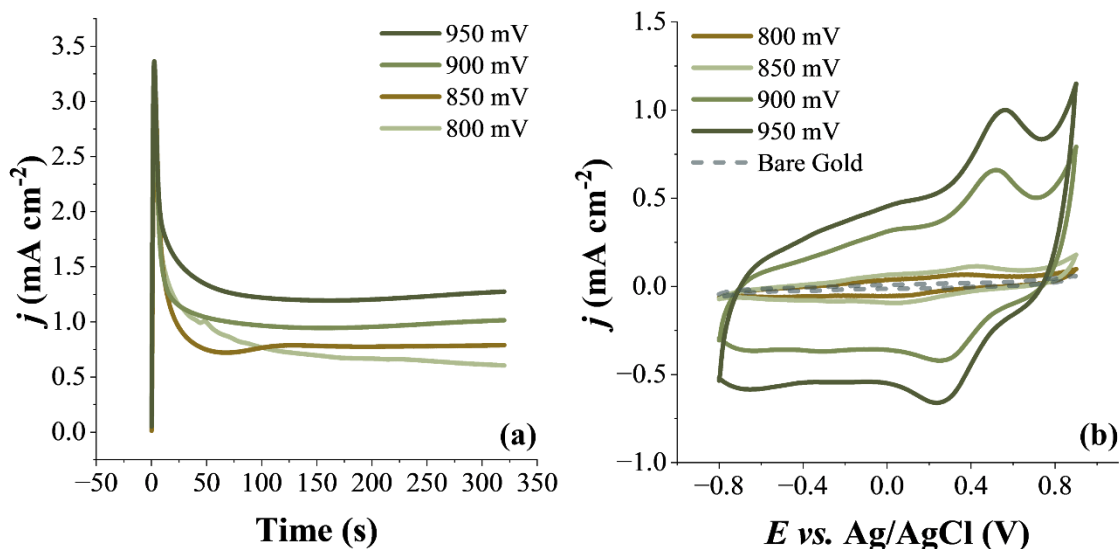 3.5
3.0
2.5
2.0
1.5
1.0
0.5
0.0
j (mA cm⁻²)
950 mV
900 mV
850 mV
800 mV
(a)
−50 0 50 100 150 200 250 300 350
Time (s)
1.5
1.0
0.5
0.0
−0.5
−1.0
j (mA cm⁻²)
800 mV
850 mV
900 mV
950 mV
Bare Gold
(b)
−0.8 −0.4 0.0 0.4 0.8
E vs. Ag/AgCl (V)